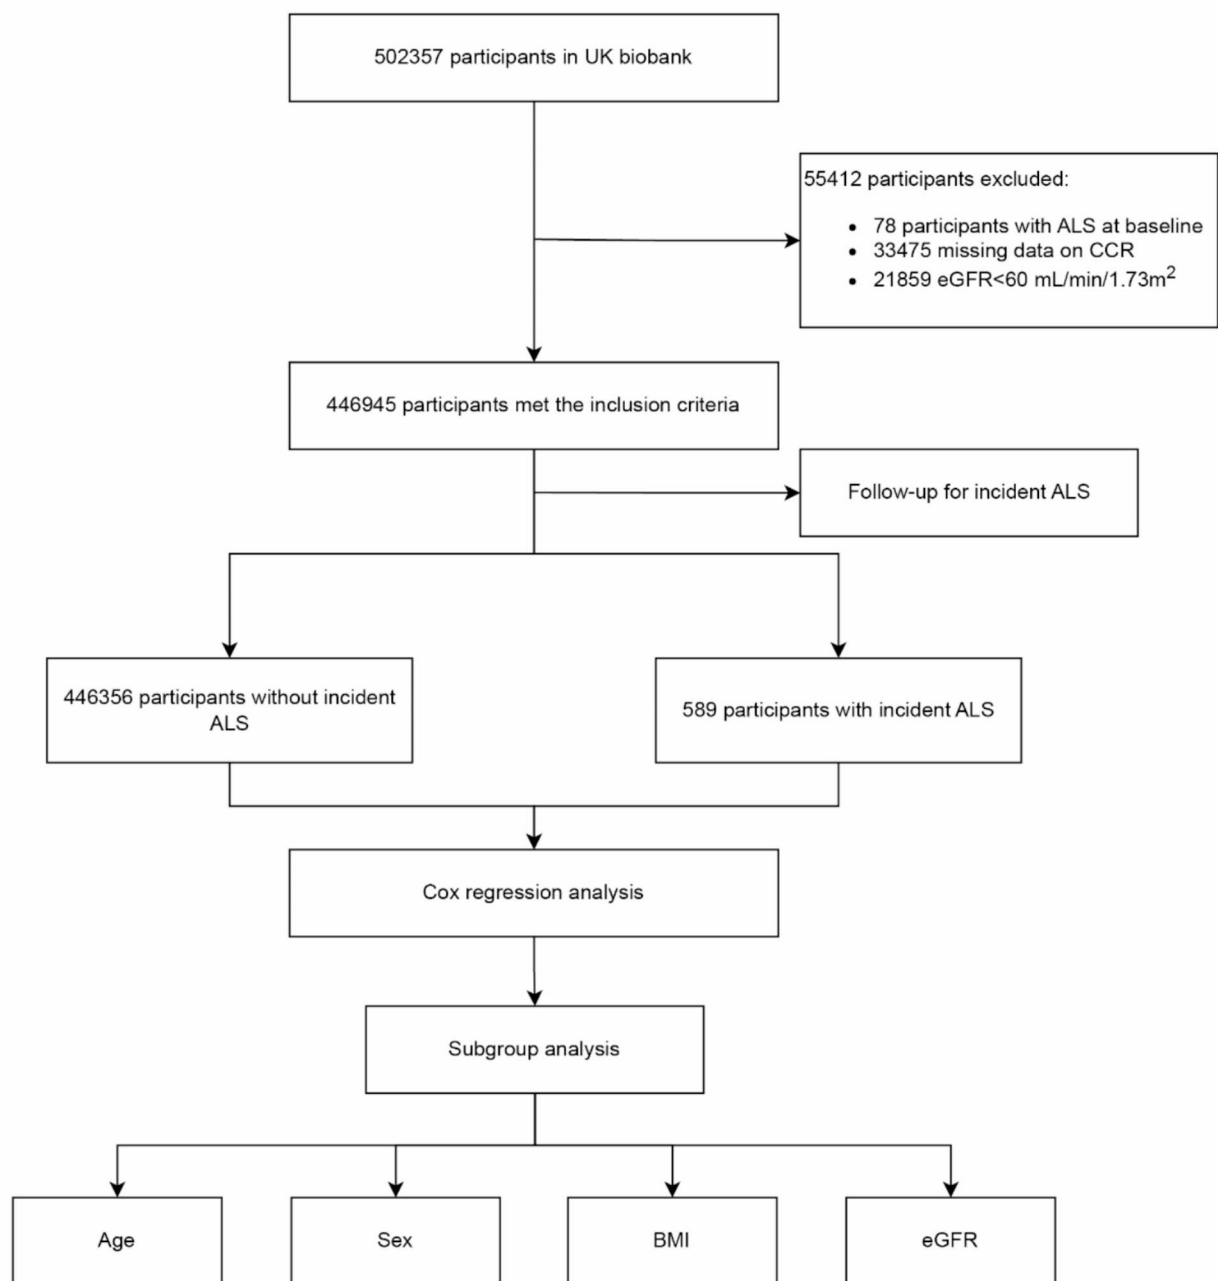 502357 participants in UK biobank
55412 participants excluded:
• 78 participants with ALS at baseline
• 33475 missing data on CCR
• 21859 eGFR<60 mL/min/1.73m²
446945 participants met the inclusion criteria
Follow-up for incident ALS
446356 participants without incident
ALS
589 participants with incident ALS
Cox regression analysis
Subgroup analysis
Age
Sex
BMI
eGFR